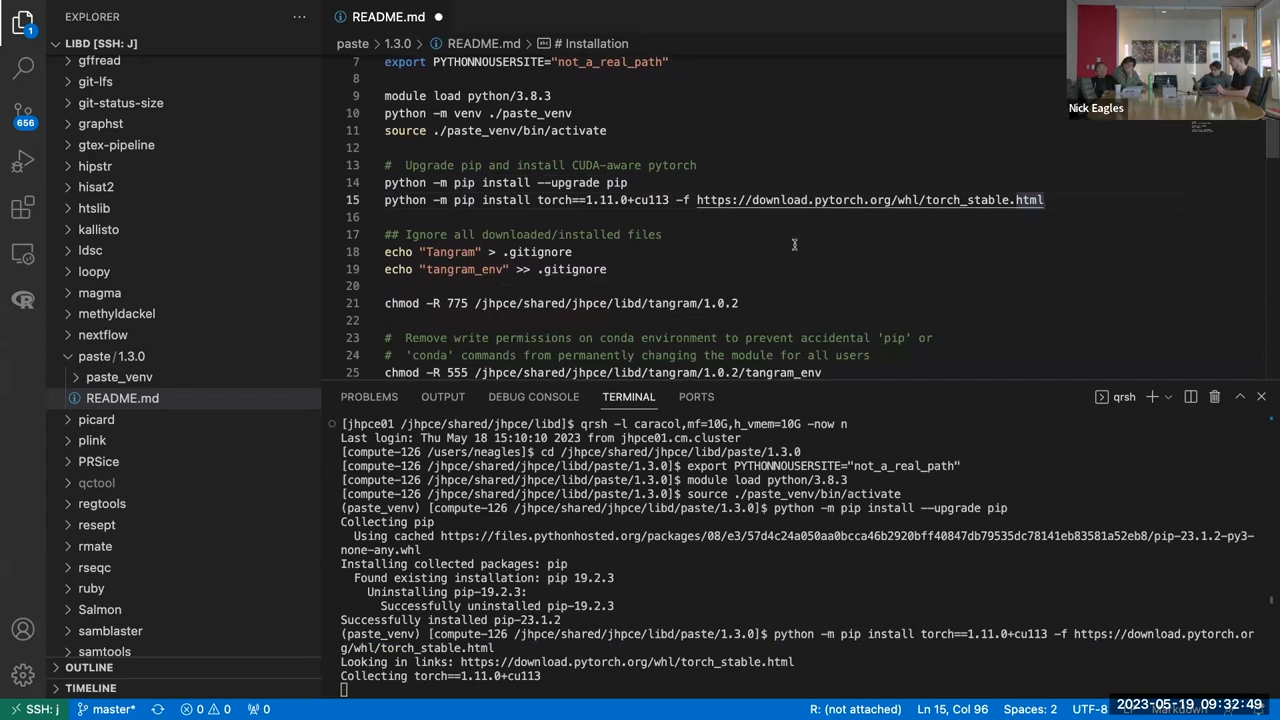 EXPLORER
LIBD [SSH: J]
gffread
git-lfs
git-status-size
graphst
gtex-pipeline
hipstr
hisat2
htslib
kallisto
ldsc
loopy
magma
methyldackel
nextflow
paste / 1.3.0
paste_venv
README.md
picard
plink
PRSice
qctool
regtools
resept
rmate
rseqc
ruby
Salmon
samblaster
samtools
OUTLINE
TIMELINE
1
656
README.md
paste > 1.3.0 > README.md > # Installation
7 export PYTHONNOUSERSITE="not_a_real_path"
8
9 module load python/3.8.3
10 python -m venv ./paste_venv
11 source ./paste_venv/bin/activate
12
13 #  Upgrade pip and install CUDA-aware pytorch
14 python -m pip install --upgrade pip
15 python -m pip install torch==1.11.0+cu113 -f https://download.pytorch.org/whl/torch_stable.html
16
17 ## Ignore all downloaded/installed files
18 echo "Tangram" > .gitignore
19 echo "tangram_env" >> .gitignore
20
21 chmod -R 775 /jhpce/shared/jhpce/libd/tangram/1.0.2
22
23 #  Remove write permissions on conda environment to prevent accidental 'pip' or
24 #  'conda' commands from permanently changing the module for all users
25 chmod -R 555 /jhpce/shared/jhpce/libd/tangram/1.0.2/tangram_env
Nick Eagles
PROBLEMS OUTPUT DEBUG CONSOLE TERMINAL PORTS
qrsh
[jhpce01 /jhpce/shared/jhpce/libd]$ qrsh -l caracol,mf=10G,h_vmem=10G -now n
Last login: Thu May 18 15:10:10 2023 from jhpce01.cm.cluster
[compute-126 /users/neagles]$ cd /jhpce/shared/jhpce/libd/paste/1.3.0
[compute-126 /jhpce/shared/jhpce/libd/paste/1.3.0]$ export PYTHONNOUSERSITE="not_a_real_path"
[compute-126 /jhpce/shared/jhpce/libd/paste/1.3.0]$ module load python/3.8.3
[compute-126 /jhpce/shared/jhpce/libd/paste/1.3.0]$ source ./paste_venv/bin/activate
(paste_venv) [compute-126 /jhpce/shared/jhpce/libd/paste/1.3.0]$ python -m pip install --upgrade pip
Collecting pip
  Using cached https://files.pythonhosted.org/packages/08/e3/57d4c24a050aa0bcca46b2920bff40847db79535dc78141eb83581a52eb8/pip-23.1.2-py3-
none-any.whl
Installing collected packages: pip
  Found existing installation: pip 19.2.3
    Uninstalling pip-19.2.3:
      Successfully uninstalled pip-19.2.3
Successfully installed pip-23.1.2
(paste_venv) [compute-126 /jhpce/shared/jhpce/libd/paste/1.3.0]$ python -m pip install torch==1.11.0+cu113 -f https://download.pytorch.or
g/whl/torch_stable.html
Looking in links: https://download.pytorch.org/whl/torch_stable.html
Collecting torch==1.11.0+cu113
SSH: j master* 0 0 0 R: (not attached) Ln 15, Col 96 Spaces: 2 UTF-8 LF Markdown
2023-05-19 09:32:49